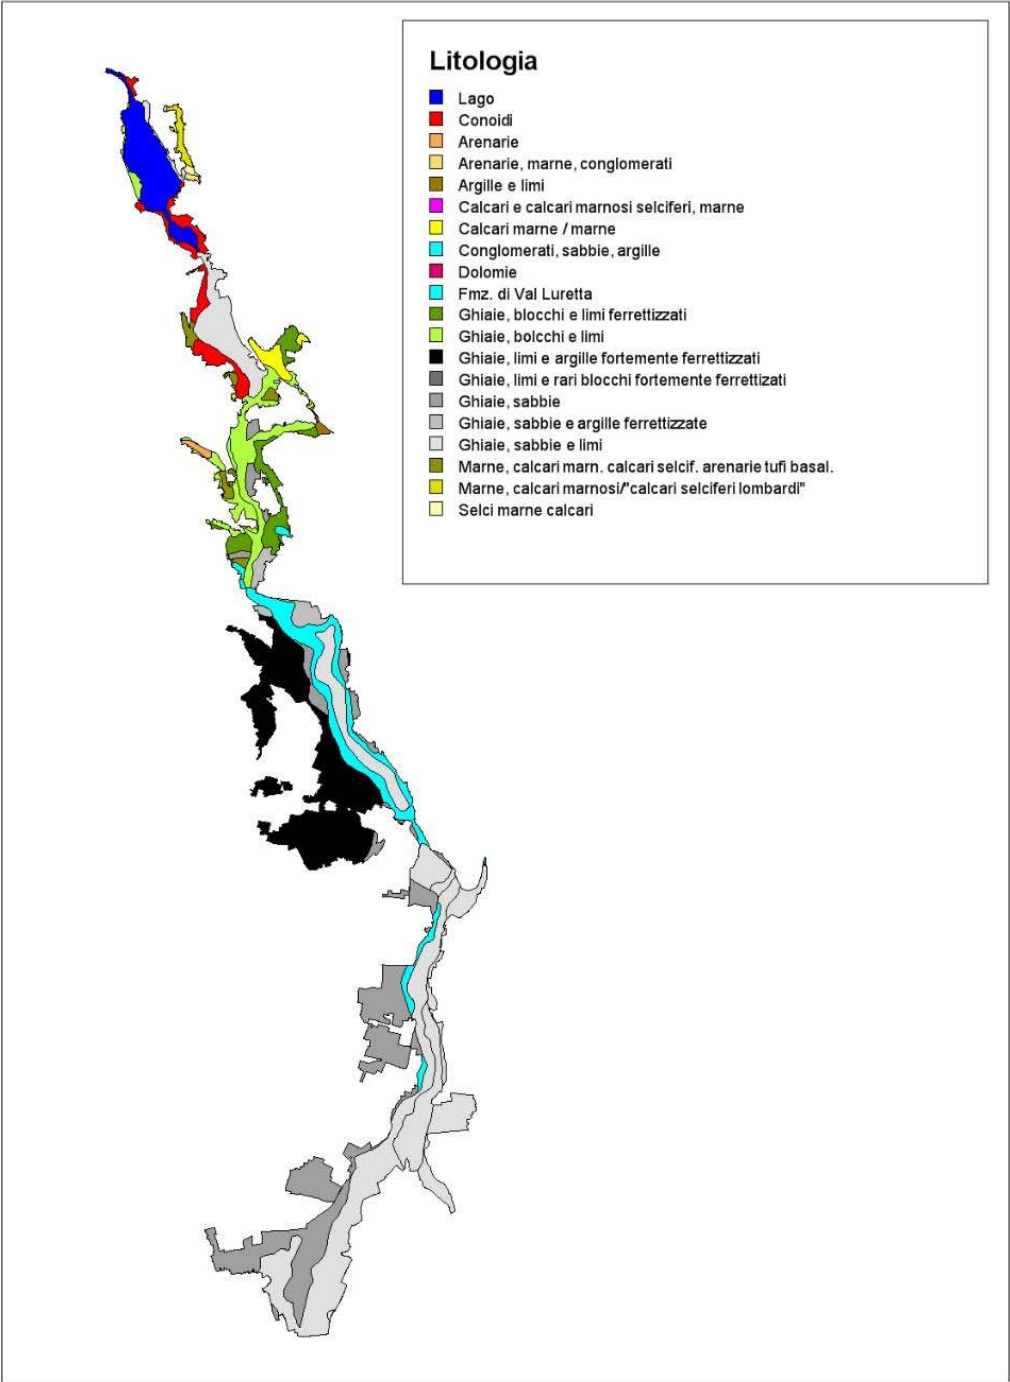 Litologia
Lago
Conoidi
Arenarie
Arenarie, marne, conglomerati
Argille e limi
Calcari e calcari marnosi selciferi, marne
Calcari marne / marne
Conglomerati, sabbie, argille
Dolomie
Fmz. di Val Luretta
Ghiaie, blocchi e limi ferrettizzati
Ghiaie, bolcchi e limi
Ghiaie, limi e argille fortemente ferrettizzati
Ghiaie, limi e rari blocchi fortemente ferrettizati
Ghiaie, sabbie
Ghiaie, sabbie e argille ferrettizzate
Ghiaie, sabbie e limi
Marne, calcari marn. calcari selcif. arenarie tufi basal.
Marne, calcari marnosi/"calcari selciferi lombardi"
Selci marne calcari